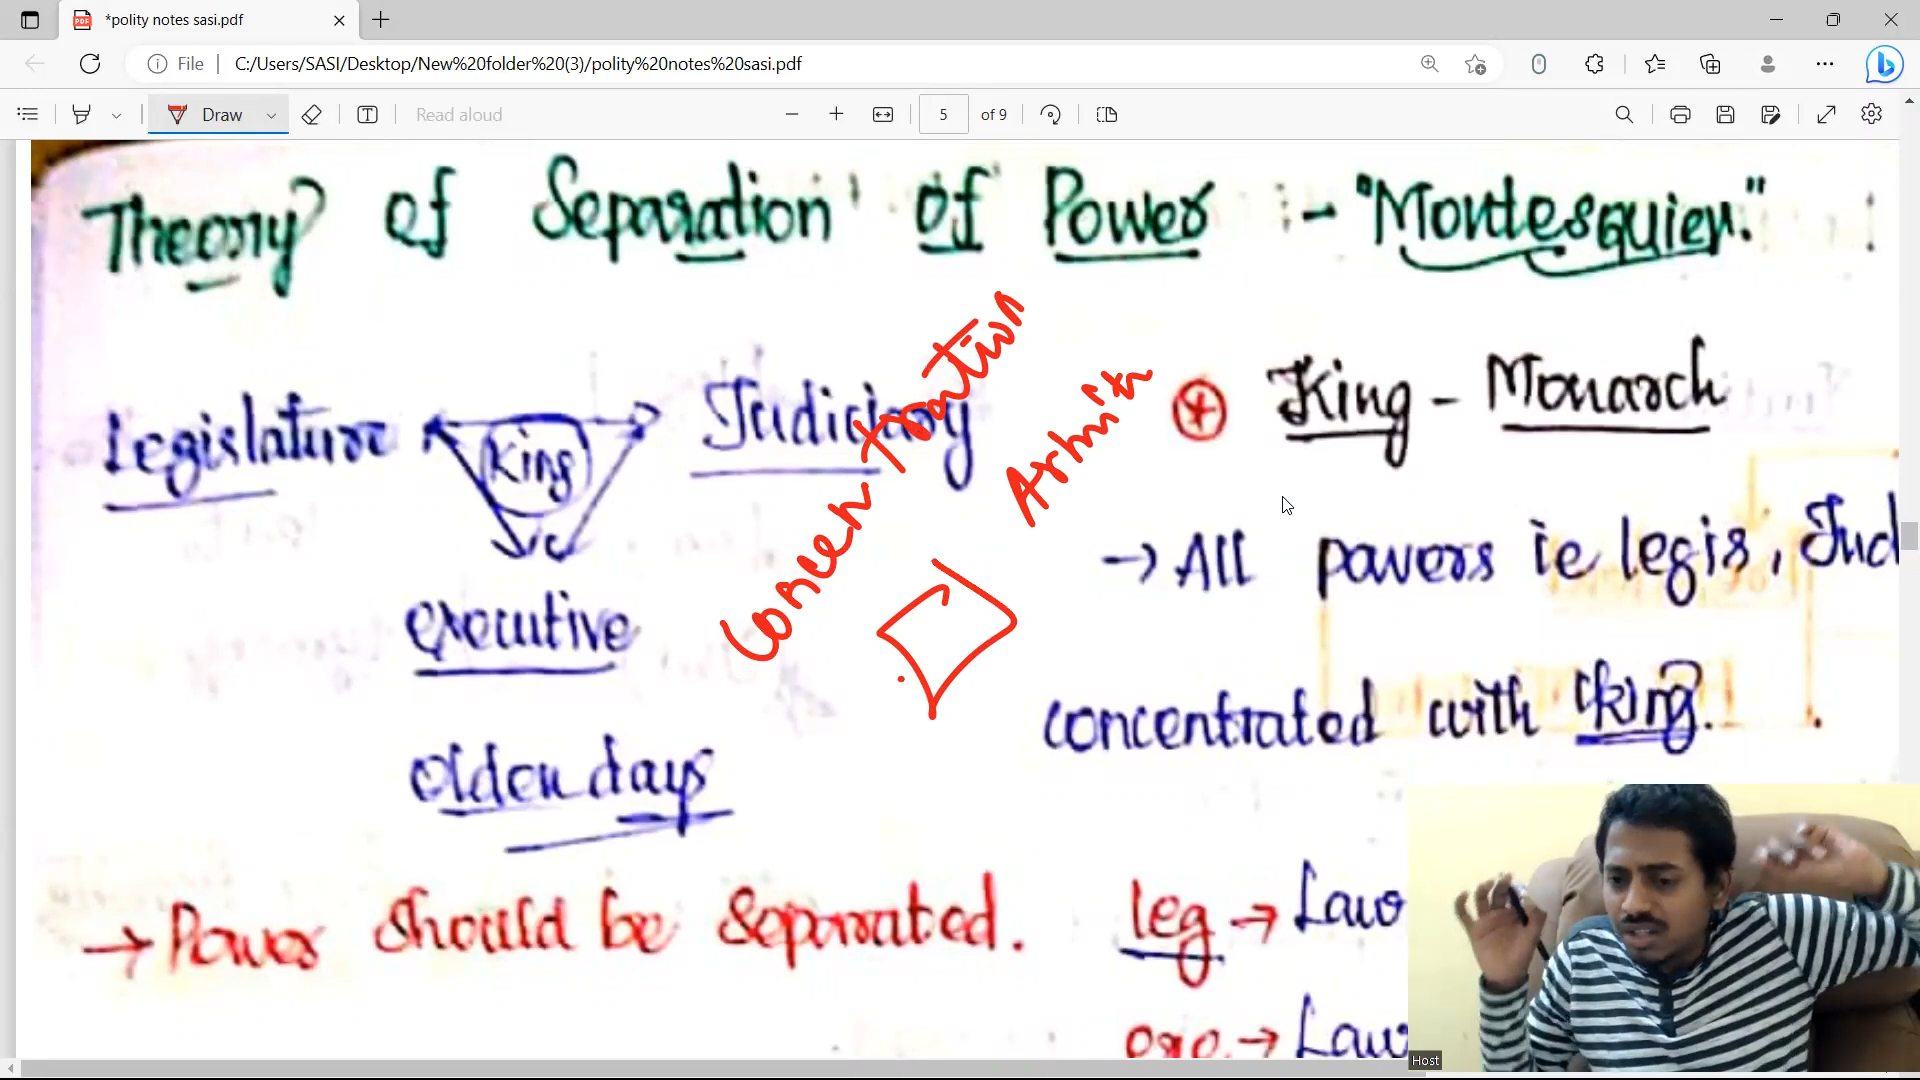 *polity notes sasi.pdf
File
C:/Users/SASI/Desktop/New%20folder%20(3)/polity%20notes%20sasi.pdf
Draw
Read aloud
5 of 9
Theory of Separation of Power :- "Montesquieu."
Legislature King Judiciary
executive
olden days
Concentration
King - Monarch
→ All powers ie legis, Jud
concentrated with king.
→ Power should be separated.
leg → Law
exe. → Law
Host